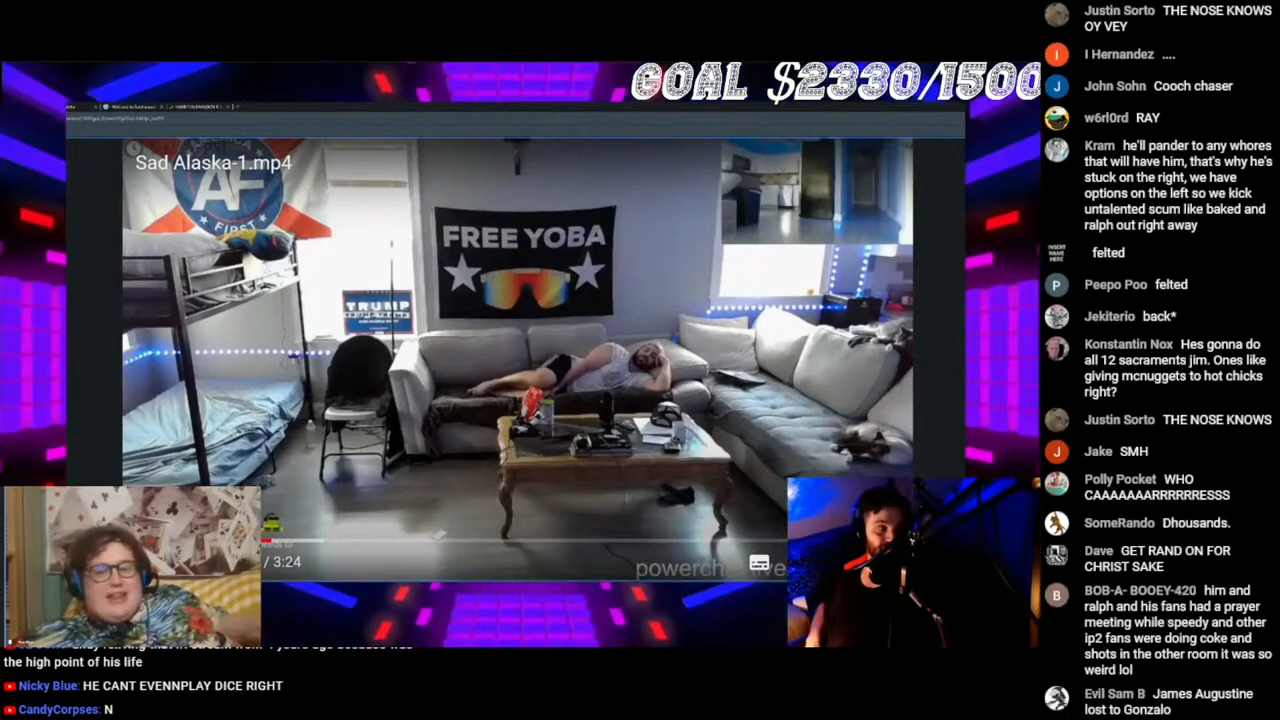 GOAL $2330/1500
Sad Alaska-1.mp4
AF
FIRST
FREE YOBA
TRUMP
/ 3:24
the high point of his life
Nicky Blue: HE CANT EVENNPLAY DICE RIGHT
CandyCorpses: N
Justin Sorto THE NOSE KNOWS
OY VEY
I Hernandez ....
John Sohn Cooch chaser
w6rl0rd RAY
Kram he'll pander to any whores
that will have him, that's why he's
stuck on the right, we have
options on the left so we kick
untalented scum like baked and
ralph out right away
INSERT
NAME
HERE
felted
Peepo Poo felted
Jekiterio back*
Konstantin Nox Hes gonna do
all 12 sacraments jim. Ones like
giving mcnuggets to hot chicks
right?
Justin Sorto THE NOSE KNOWS
Jake SMH
Polly Pocket WHO
CAAAAAARRRRRRESSS
SomeRando Dhousands.
Dave GET RAND ON FOR
CHRIST SAKE
BOB-A- BOOEY-420 him and
ralph and his fans had a prayer
meeting while speedy and other
ip2 fans were doing coke and
shots in the other room it was so
weird lol
Evil Sam B James Augustine
lost to Gonzalo